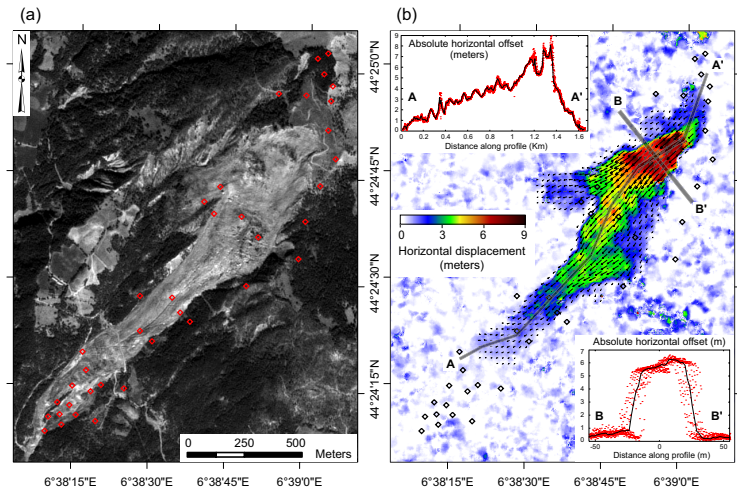 (a)
(b)
N
0 250 500
Meters
6°38'15"E 6°38'30"E 6°38'45"E 6°39'0"E
44°25'0"N
44°24'45"N
44°24'30"N
44°24'15"N
Absolute horizontal offset
(meters)
9
8
7
6
5
4
3
2
1
0
A
A'
0 0.2 0.4 0.6 0.8 1.0 1.2 1.4 1.6
Distance along profile (Km)
A'
B
B'
A
0 3 6 9
Horizontal displacement
(meters)
Absolute horizontal offset (m)
7
6
5
4
3
2
1
0
B
B'
-50 0 50
Distance along profile (m)
44°25'0"N
44°24'45"N
44°24'30"N
44°24'15"N
6°38'15"E 6°38'30"E 6°38'45"E 6°39'0"E